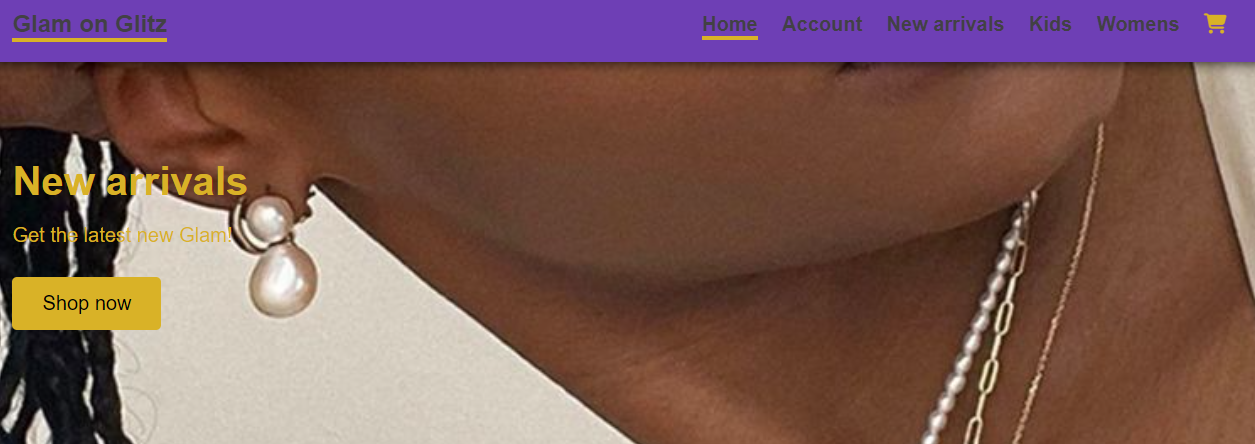 Glam on Glitz
Home Account New arrivals Kids Womens
New arrivals
Get the latest new Glam!
Shop now